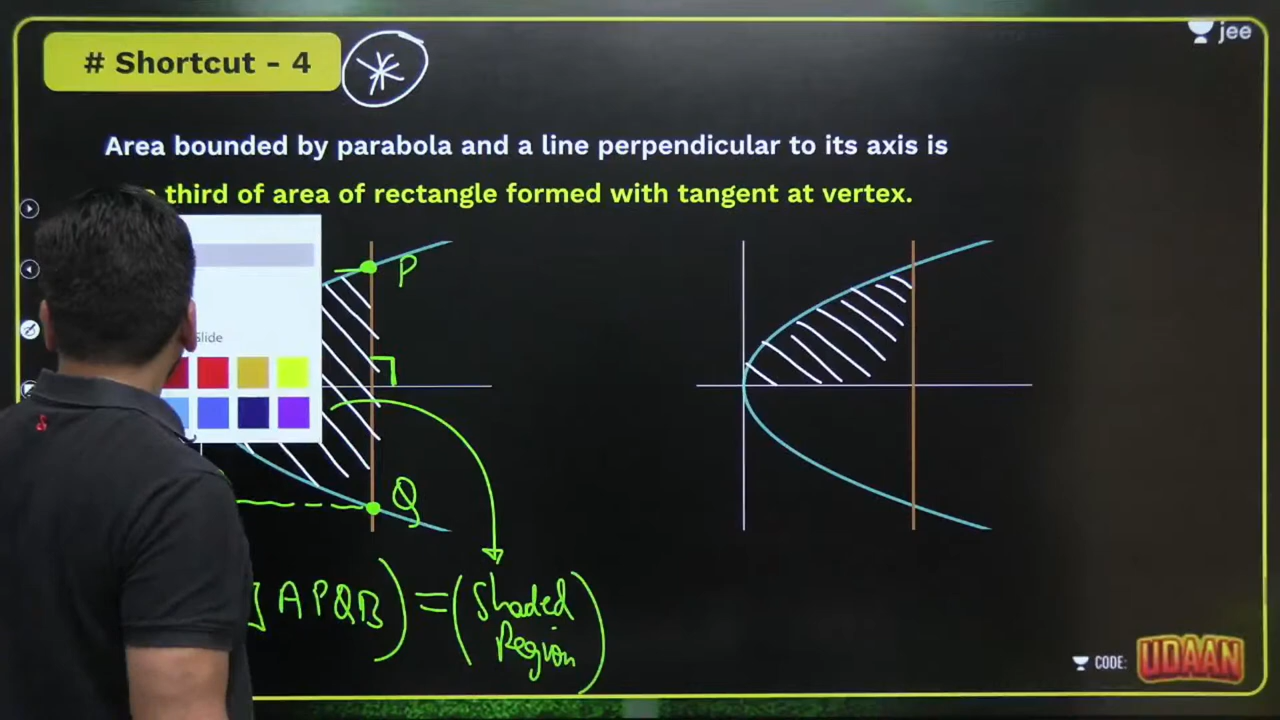 # Shortcut - 4
jee
Area bounded by parabola and a line perpendicular to its axis is
third of area of rectangle formed with tangent at vertex.
P
Slide
Q
APQB) = (Shaded
Region)
CODE: UDAAN